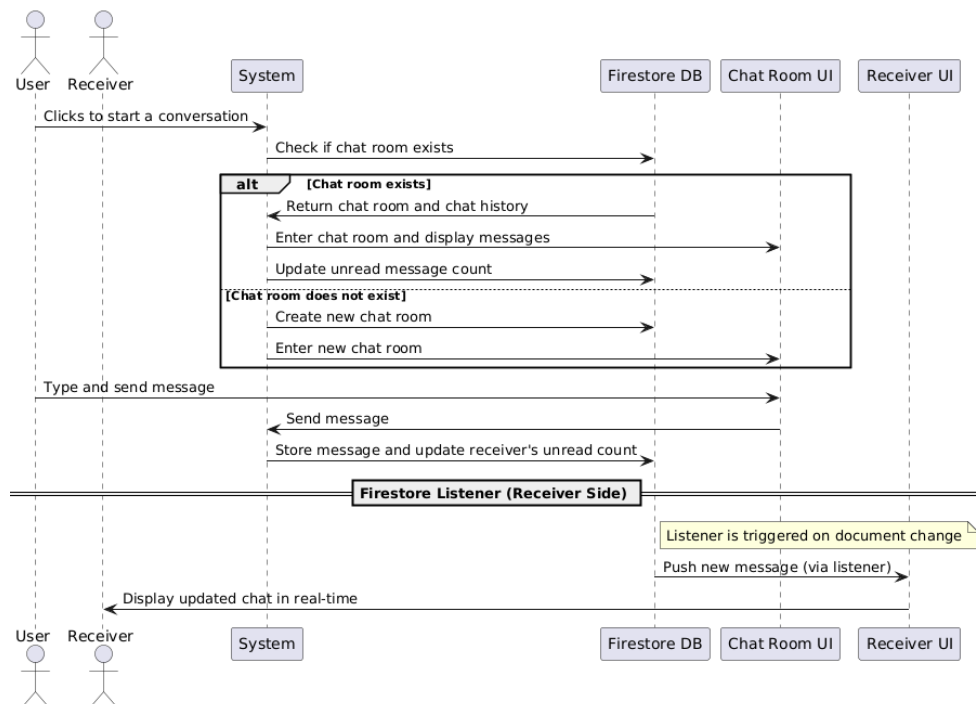 User Receiver System Firestore DB Chat Room UI Receiver UI
Clicks to start a conversation
Check if chat room exists
alt [Chat room exists]
Return chat room and chat history
Enter chat room and display messages
Update unread message count
[Chat room does not exist]
Create new chat room
Enter new chat room
Type and send message
Send message
Store message and update receiver's unread count
Firestore Listener (Receiver Side)
Listener is triggered on document change
Push new message (via listener)
Display updated chat in real-time
User Receiver System Firestore DB Chat Room UI Receiver UI